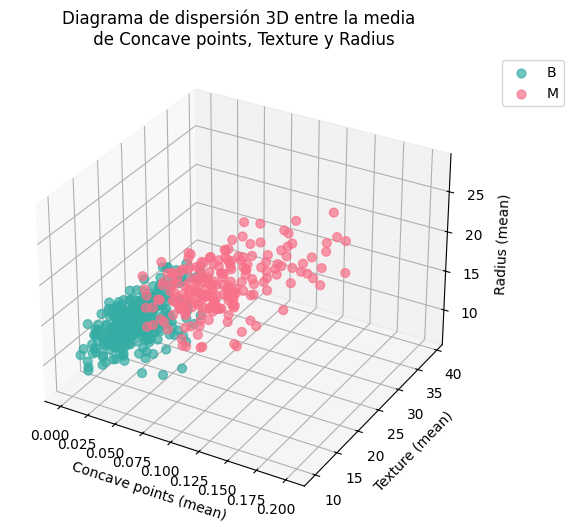 Diagrama de dispersión 3D entre la media
de Concave points, Texture y Radius
B
M
25
20
15
10
Radius (mean)
40
35
30
25
20
15
10
Texture (mean)
0.000
0.025
0.050
0.075
0.100
0.125
0.150
0.175
0.200
Concave points (mean)